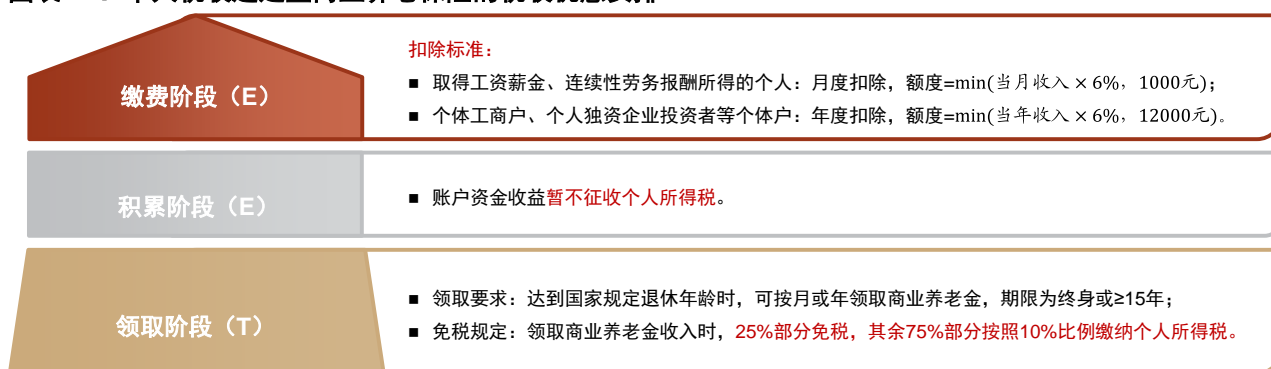 缴费阶段（E）
扣除标准：
■ 取得工资薪金、连续性劳务报酬所得的个人：月度扣除，额度=min(当月收入 × 6%，1000元)；
■ 个体工商户、个人独资企业投资者等个体户：年度扣除，额度=min(当年收入 × 6%，12000元)。
积累阶段（E）
■ 账户资金收益暂不征收个人所得税。
领取阶段（T）
■ 领取要求：达到国家规定退休年龄时，可按月或年领取商业养老金，期限为终身或≥15年；
■ 免税规定：领取商业养老金收入时，25%部分免税，其余75%部分按照10%比例缴纳个人所得税。